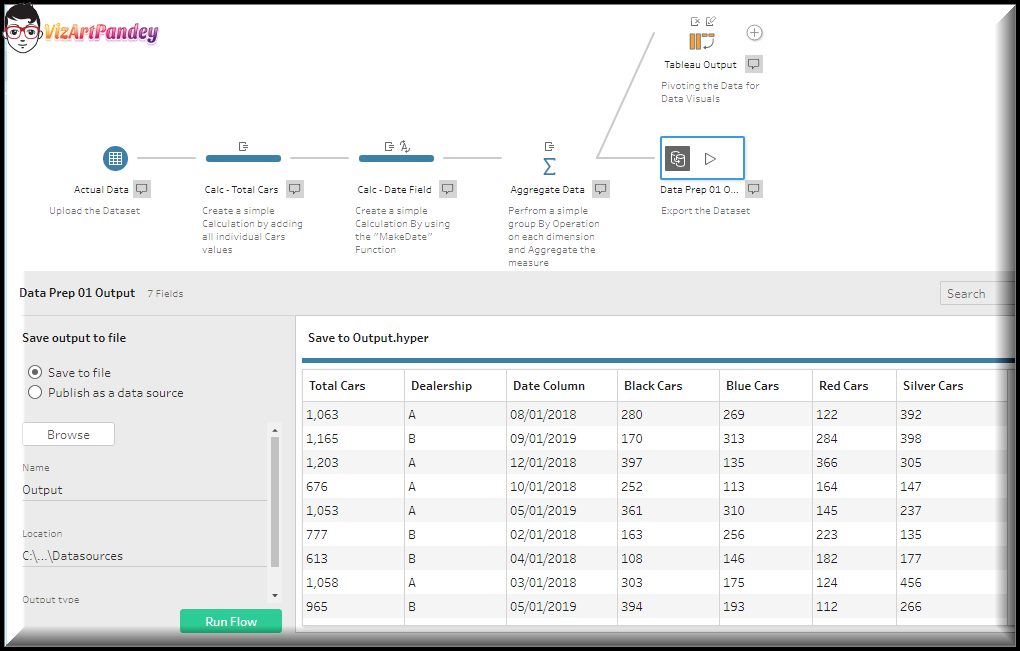 VizArtPandey
Tableau Output
Pivoting the Data for
Data Visuals
Actual Data
Upload the Dataset
Calc - Total Cars
Create a simple
Calculation by adding
all individual Cars
values
Calc - Date Field
Create a simple
Calculation By using
the "MakeDate"
Function
Aggregate Data
Perfrom a simple
group By Operation
on each dimension
and Aggregate the
measure
Data Prep 01 O...
Export the Dataset
Data Prep 01 Output 7 Fields Search
Save output to file
Save to file
Publish as a data source
Browse
Name
Output
Location
C:\...\Datasources
Output type
Run Flow
Save to Output.hyper
Total Cars Dealership Date Column Black Cars Blue Cars Red Cars Silver Cars
1,063 A 08/01/2018 280 269 122 392
1,165 B 09/01/2019 170 313 284 398
1,203 A 12/01/2018 397 135 366 305
676 A 10/01/2018 252 113 164 147
1,053 A 05/01/2019 361 310 145 237
777 B 02/01/2018 163 256 223 135
613 B 04/01/2018 108 146 182 177
1,058 A 03/01/2018 303 175 124 456
965 B 05/01/2019 394 193 112 266